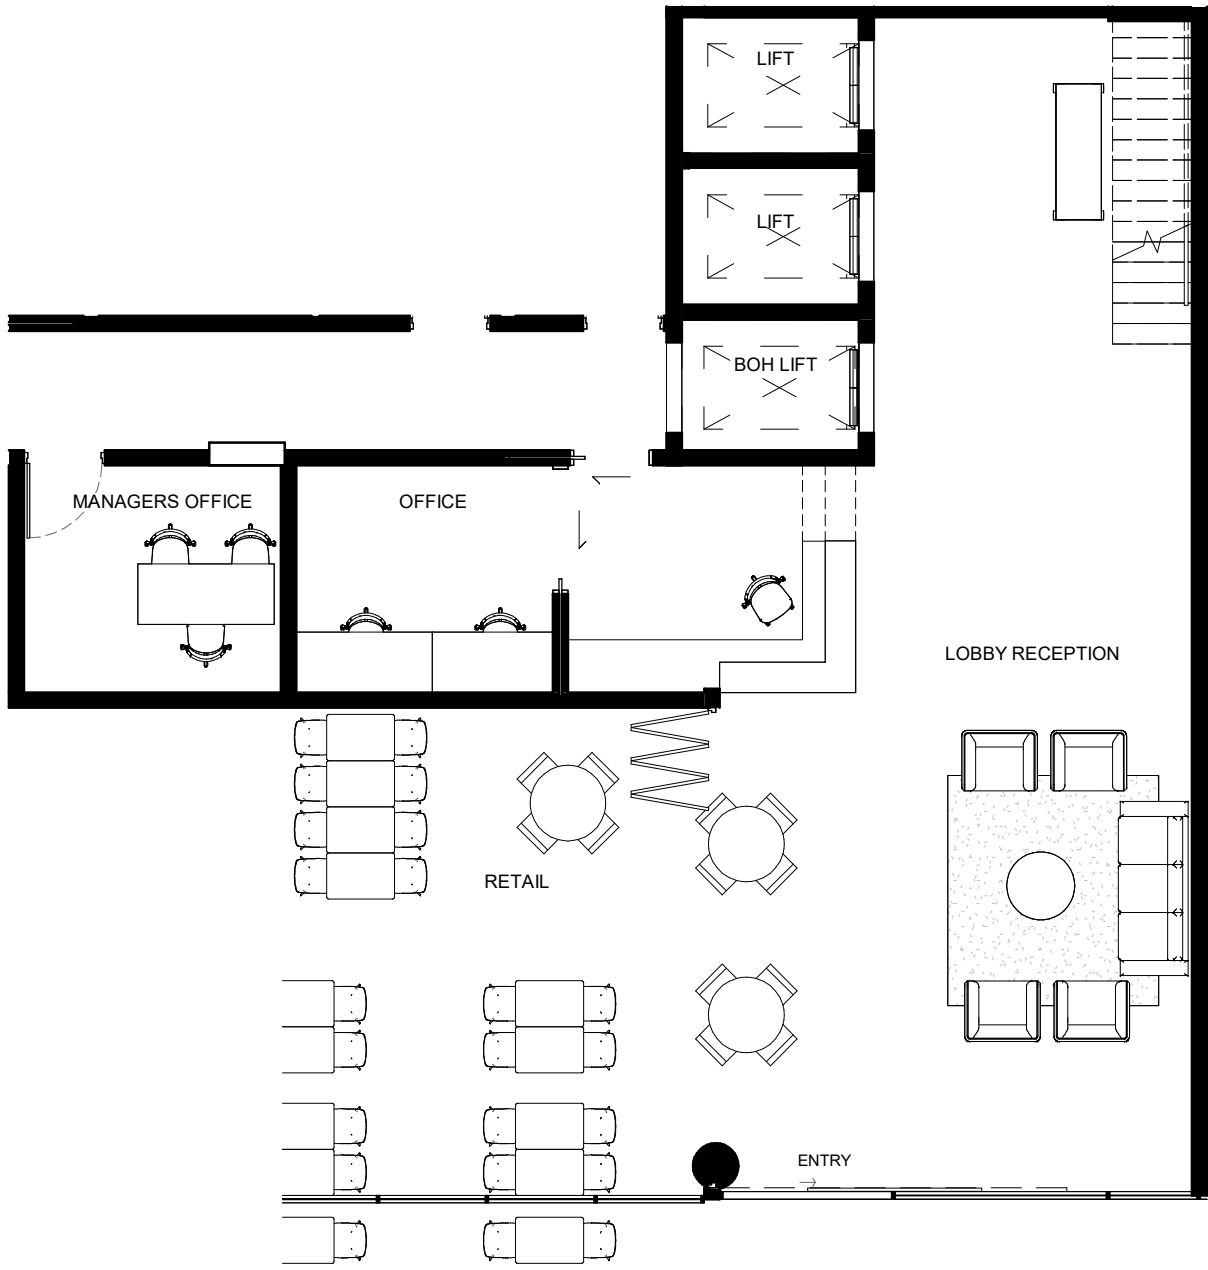 LIFT
LIFT
BOH LIFT
MANAGERS OFFICE
OFFICE
LOBBY RECEPTION
RETAIL
ENTRY